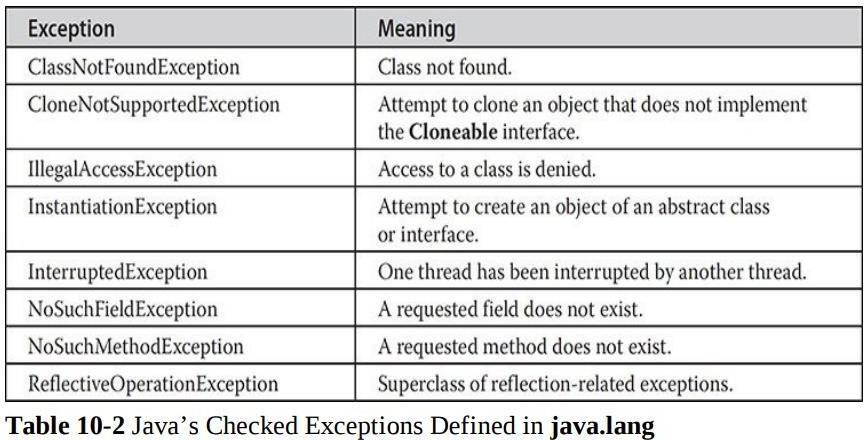 Exception Meaning
ClassNotFoundException Class not found.
CloneNotSupportedException Attempt to clone an object that does not implement
the Cloneable interface.
IllegalAccessException Access to a class is denied.
InstantiationException Attempt to create an object of an abstract class
or interface.
InterruptedException One thread has been interrupted by another thread.
NoSuchFieldException A requested field does not exist.
NoSuchMethodException A requested method does not exist.
ReflectiveOperationException Superclass of reflection-related exceptions.
Table 10-2 Java’s Checked Exceptions Defined in java.lang